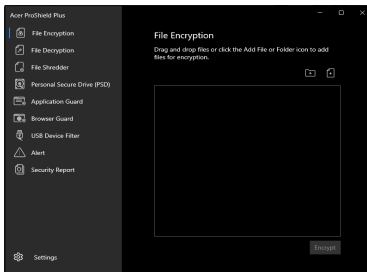 Acer ProShield Plus
File Encryption
File Decryption
File Shredder
Personal Secure Drive (PSD)
Application Guard
Browser Guard
USB Device Filter
Alert
Security Report
Settings
File Encryption
Drag and drop files or click the Add File or Folder icon to add
files for encryption.
Encrypt